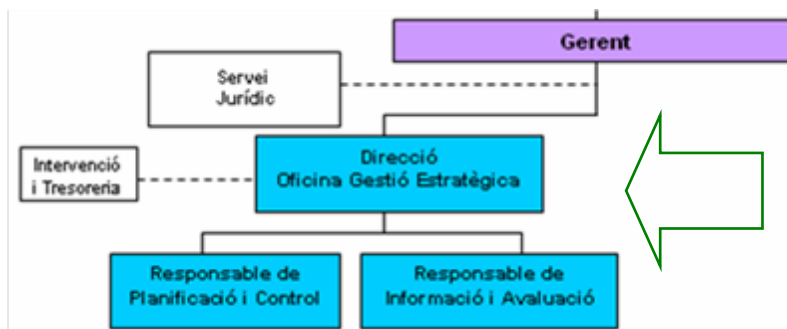 Gerent
Servei
Jurídic
Intervenció
i Tresoreria
Direcció
Oficina Gestió Estratègica
Responsable de
Planificació i Control
Responsable de
Informació i Avaluació